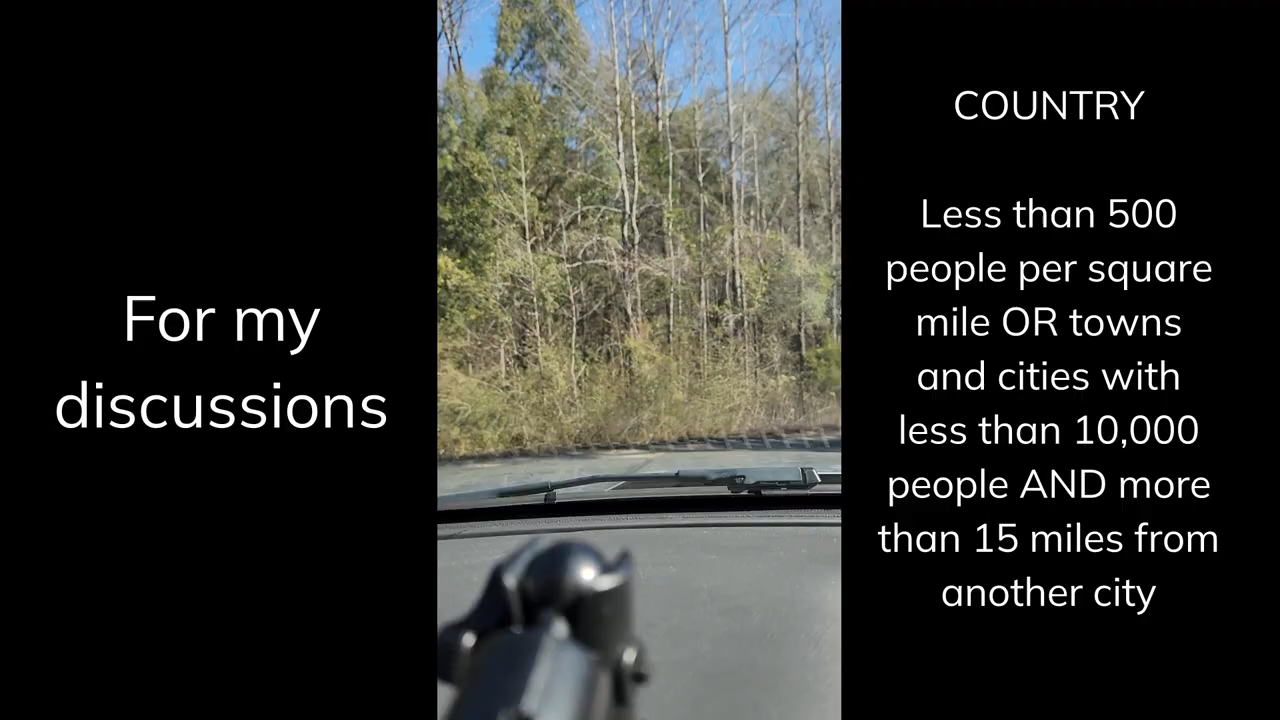 For my
discussions
COUNTRY
Less than 500
people per square
mile OR towns
and cities with
less than 10,000
people AND more
than 15 miles from
another city